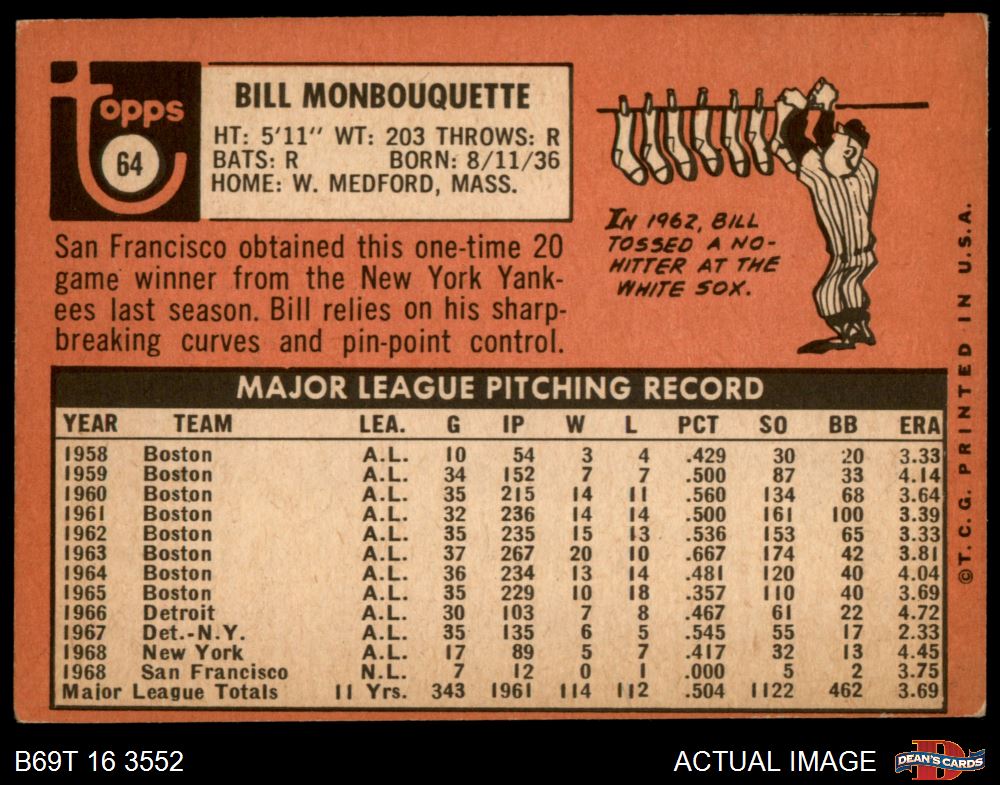 Topps
64
BILL MONBOUQUETTE
HT: 5'11" WT: 203 THROWS: R
BATS: R BORN: 8/11/36
HOME: W. MEDFORD, MASS.
San Francisco obtained this one-time 20
game winner from the New York Yank-
ees last season. Bill relies on his sharp-
breaking curves and pin-point control.
IN 1962, BILL
TOSSED A NO-
HITTER AT THE
WHITE SOX.
MAJOR LEAGUE PITCHING RECORD
YEAR TEAM LEA. G IP W L PCT SO BB ERA
1958 Boston A.L. 10 54 3 4 .429 30 20 3.33
1959 Boston A.L. 34 152 7 7 .500 87 33 4.14
1960 Boston A.L. 35 215 14 11 .560 134 68 3.64
1961 Boston A.L. 32 236 14 14 .500 161 100 3.39
1962 Boston A.L. 35 235 15 13 .536 153 65 3.33
1963 Boston A.L. 37 267 20 10 .667 174 42 3.81
1964 Boston A.L. 36 234 13 14 .481 120 40 4.04
1965 Boston A.L. 35 229 10 18 .357 110 40 3.69
1966 Detroit A.L. 30 103 7 8 .467 61 22 4.72
1967 Det.-N.Y. A.L. 35 135 6 5 .545 55 17 2.33
1968 New York A.L. 17 89 5 7 .417 32 13 4.45
1968 San Francisco N.L. 7 12 0 1 .000 5 2 3.75
Major League Totals 11 Yrs. 343 1961 114 112 .504 1122 462 3.69
©T.C.G. PRINTED IN U.S.A.
B69T 16 3552
ACTUAL IMAGE
DEAN'S CARDS